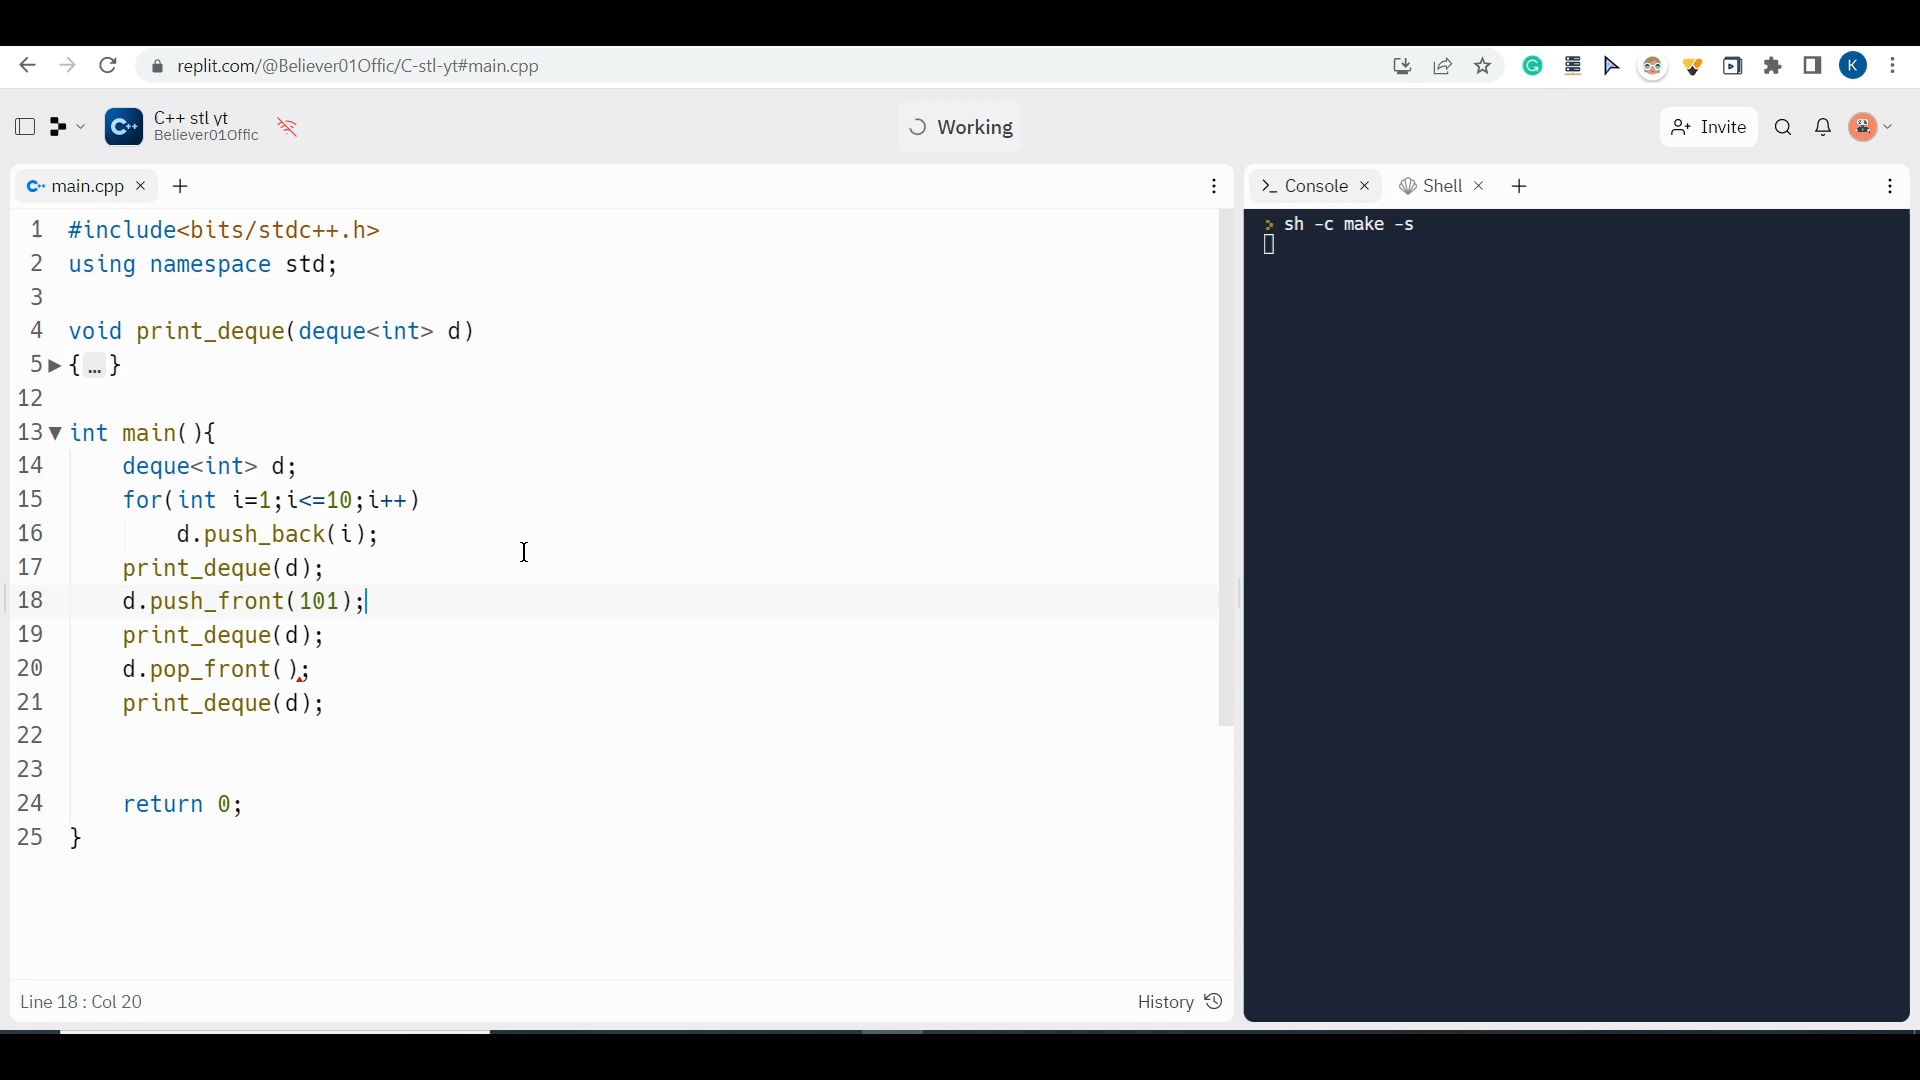 replit.com/@Believer01Offic/C-stl-yt#main.cpp
K
C++ stl yt
Believer01Offic
Working
Invite
main.cpp
Console
Shell
1 #include<bits/stdc++.h>
2 using namespace std;
3
4 void print_deque(deque<int> d)
5 {…}
12
13 int main(){
14 deque<int> d;
15 for(int i=1;i<=10;i++)
16 d.push_back(i);
17 print_deque(d);
18 d.push_front(101);
19 print_deque(d);
20 d.pop_front();
21 print_deque(d);
22
23
24 return 0;
25 }
sh -c make -s
Line 18 : Col 20
History